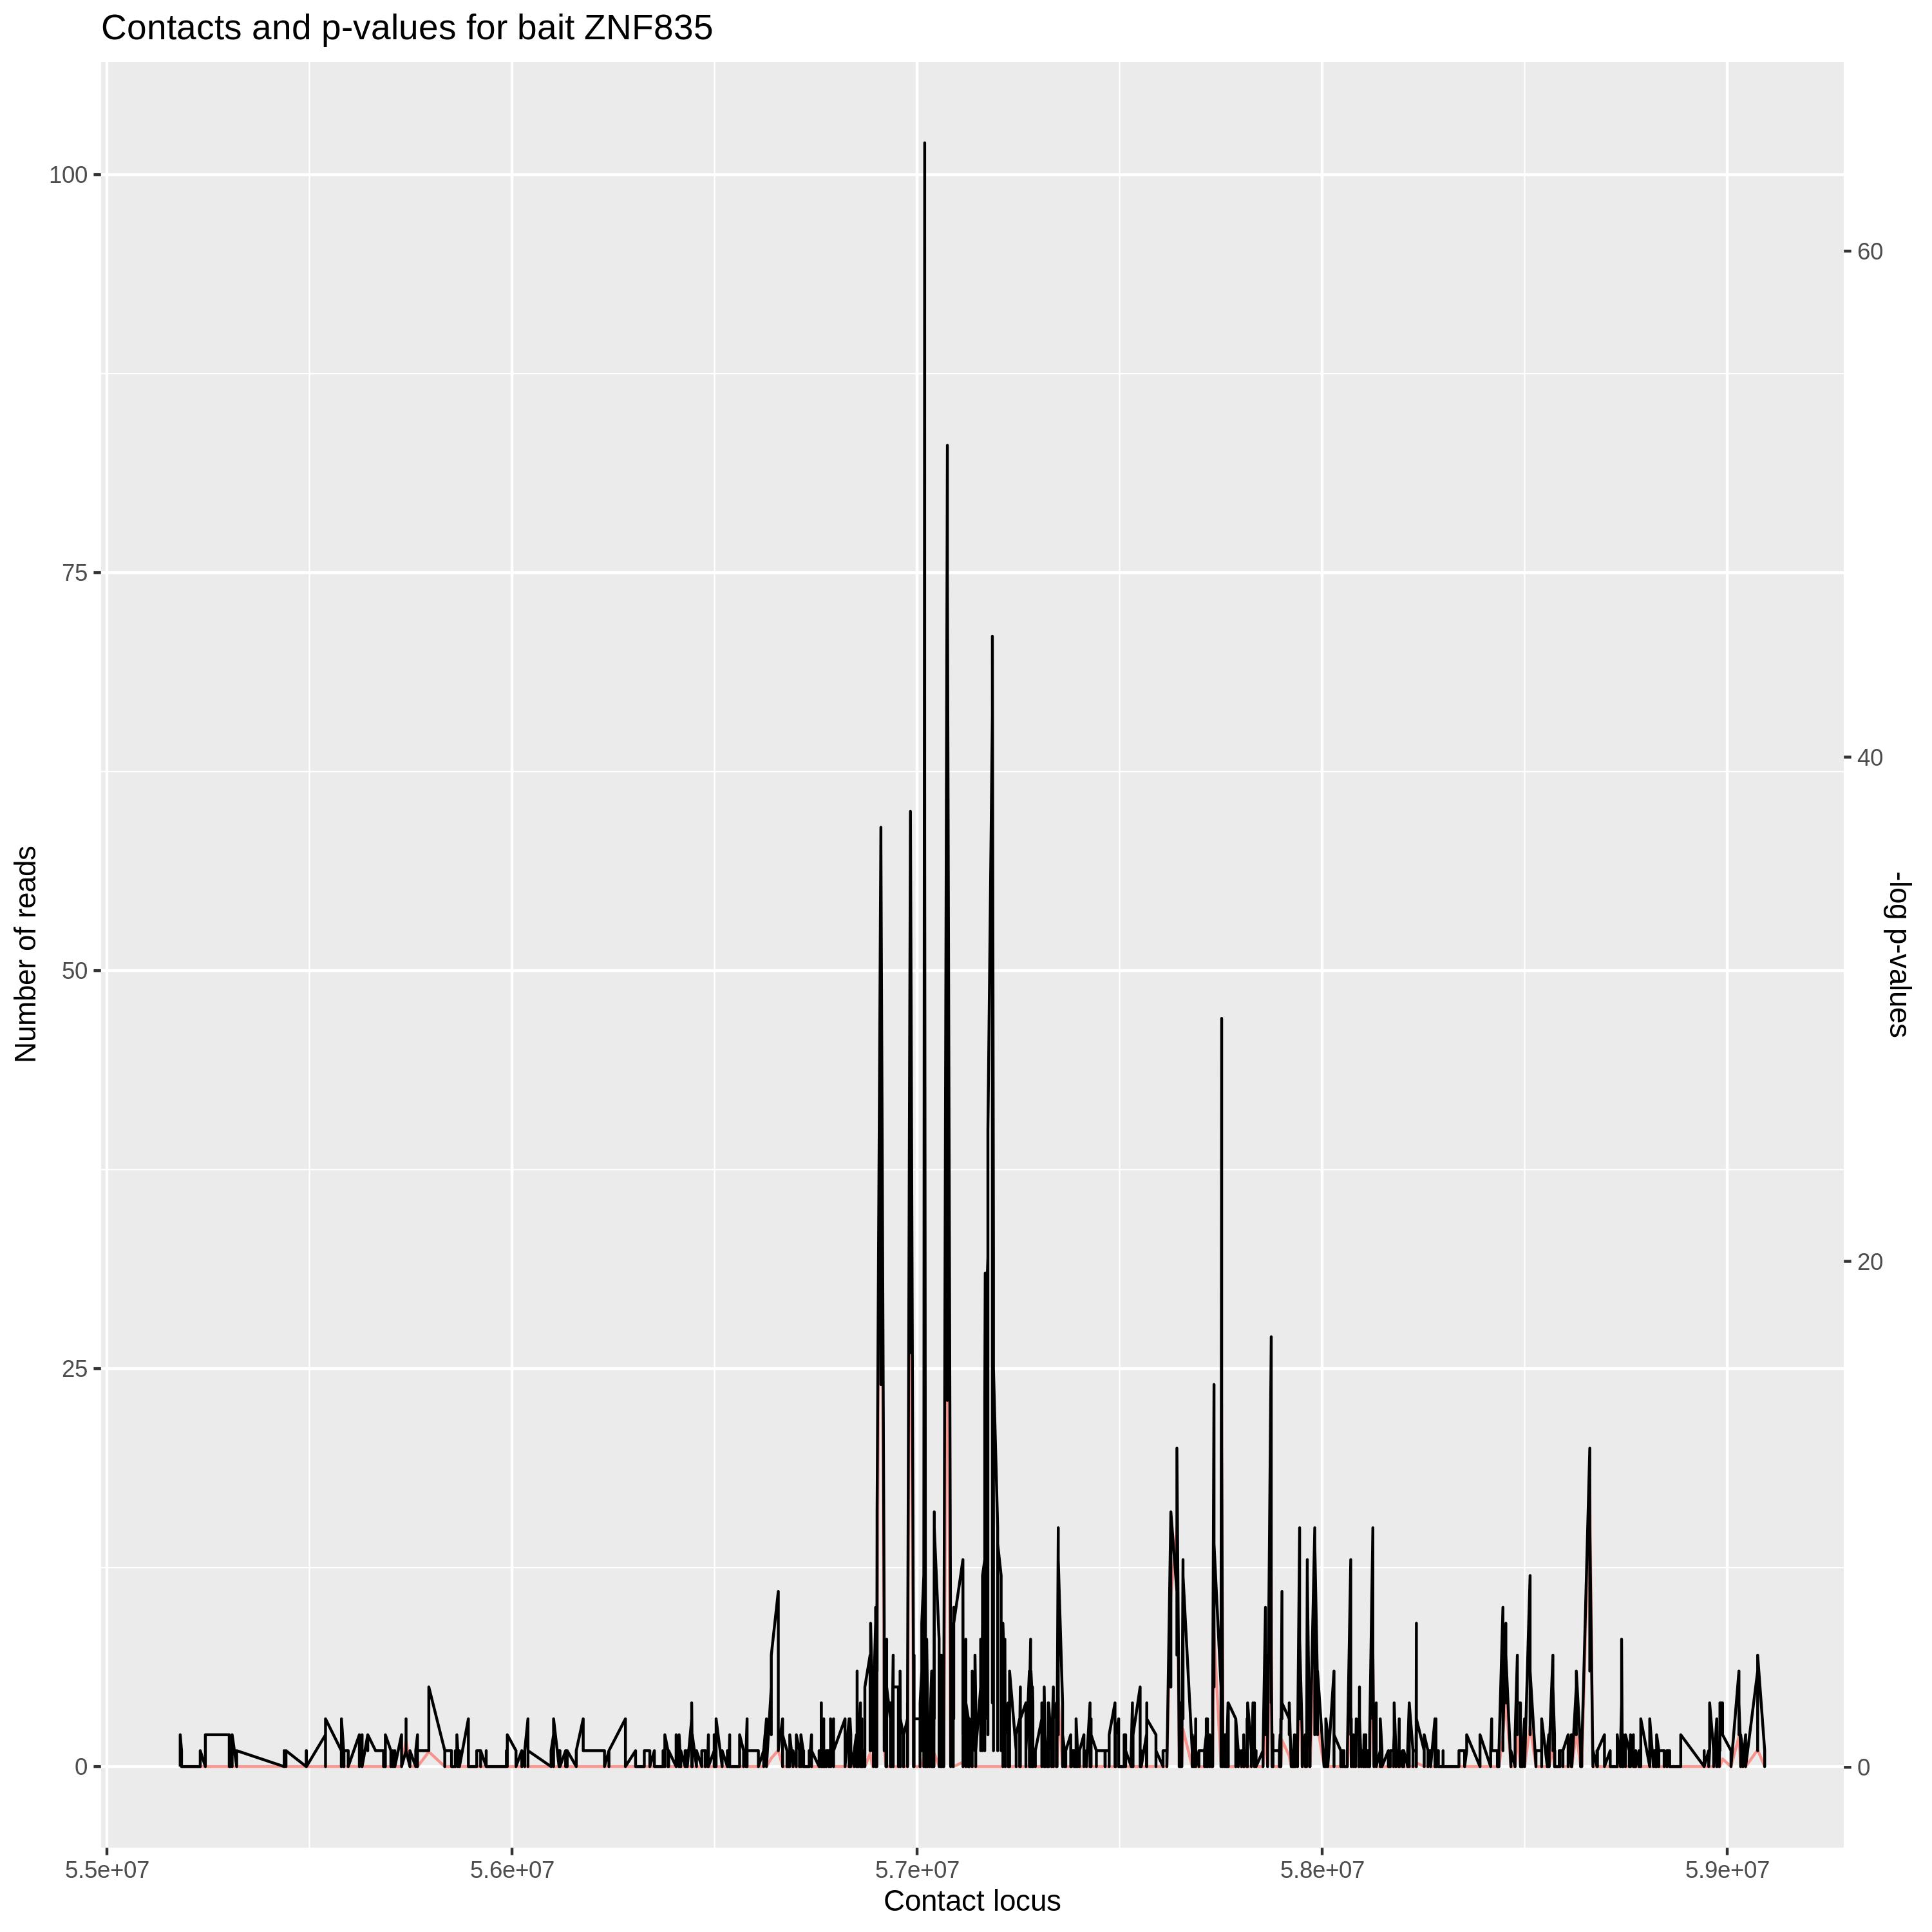 Contacts and p-values for bait ZNF835
100
75
50
25
0
Number of reads
60
40
20
0
-log p-values
5.5e+07
5.6e+07
5.7e+07
5.8e+07
5.9e+07
Contact locus